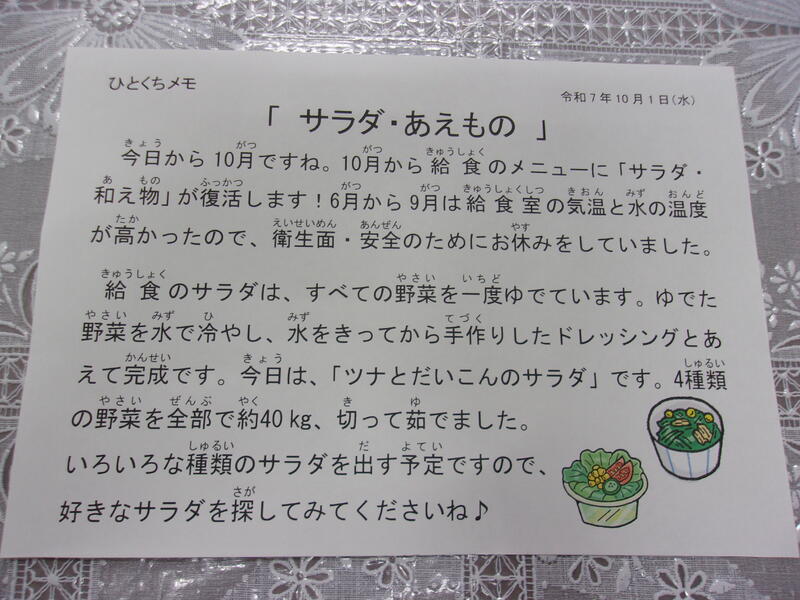 ひとくちメモ
令和7年10月1日(水)
「 サラダ・あえもの 」
今日から10月ですね。10月から給食のメニューに「サラダ・
和え物」が復活します！6月から9月は給食室の気温と水の温度
が高かったので、衛生面・安全のためにお休みをしていました。
給食のサラダは、すべての野菜を一度ゆでています。ゆでた
野菜を水で冷やし、水をきってから手作りしたドレッシングとあ
えて完成です。今日は、「ツナとだいこんのサラダ」です。4種類
の野菜を全部で約40kg、切って茹でました。
いろいろな種類のサラダを出す予定ですので、
好きなサラダを探してみてくださいね♪